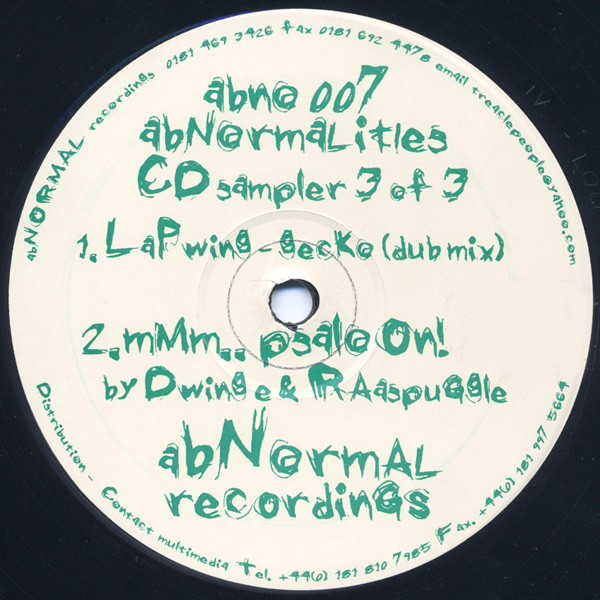 abNORMAL recordings 0181 469 3426 fax 0181 692 4478 email treaclepeople@yahoo.com
abno 007
abNormaLities
CD sampler 3 of 3
1. LaPwing - gecko (dub mix)
2. mMm.. psalo On!
by Dwinge & RAaspuggle
abNormAL
recordings
Distribution - Contact multimedia Tel. +44(0) 181 810 7985 Fax. +44(0) 181 997 5664